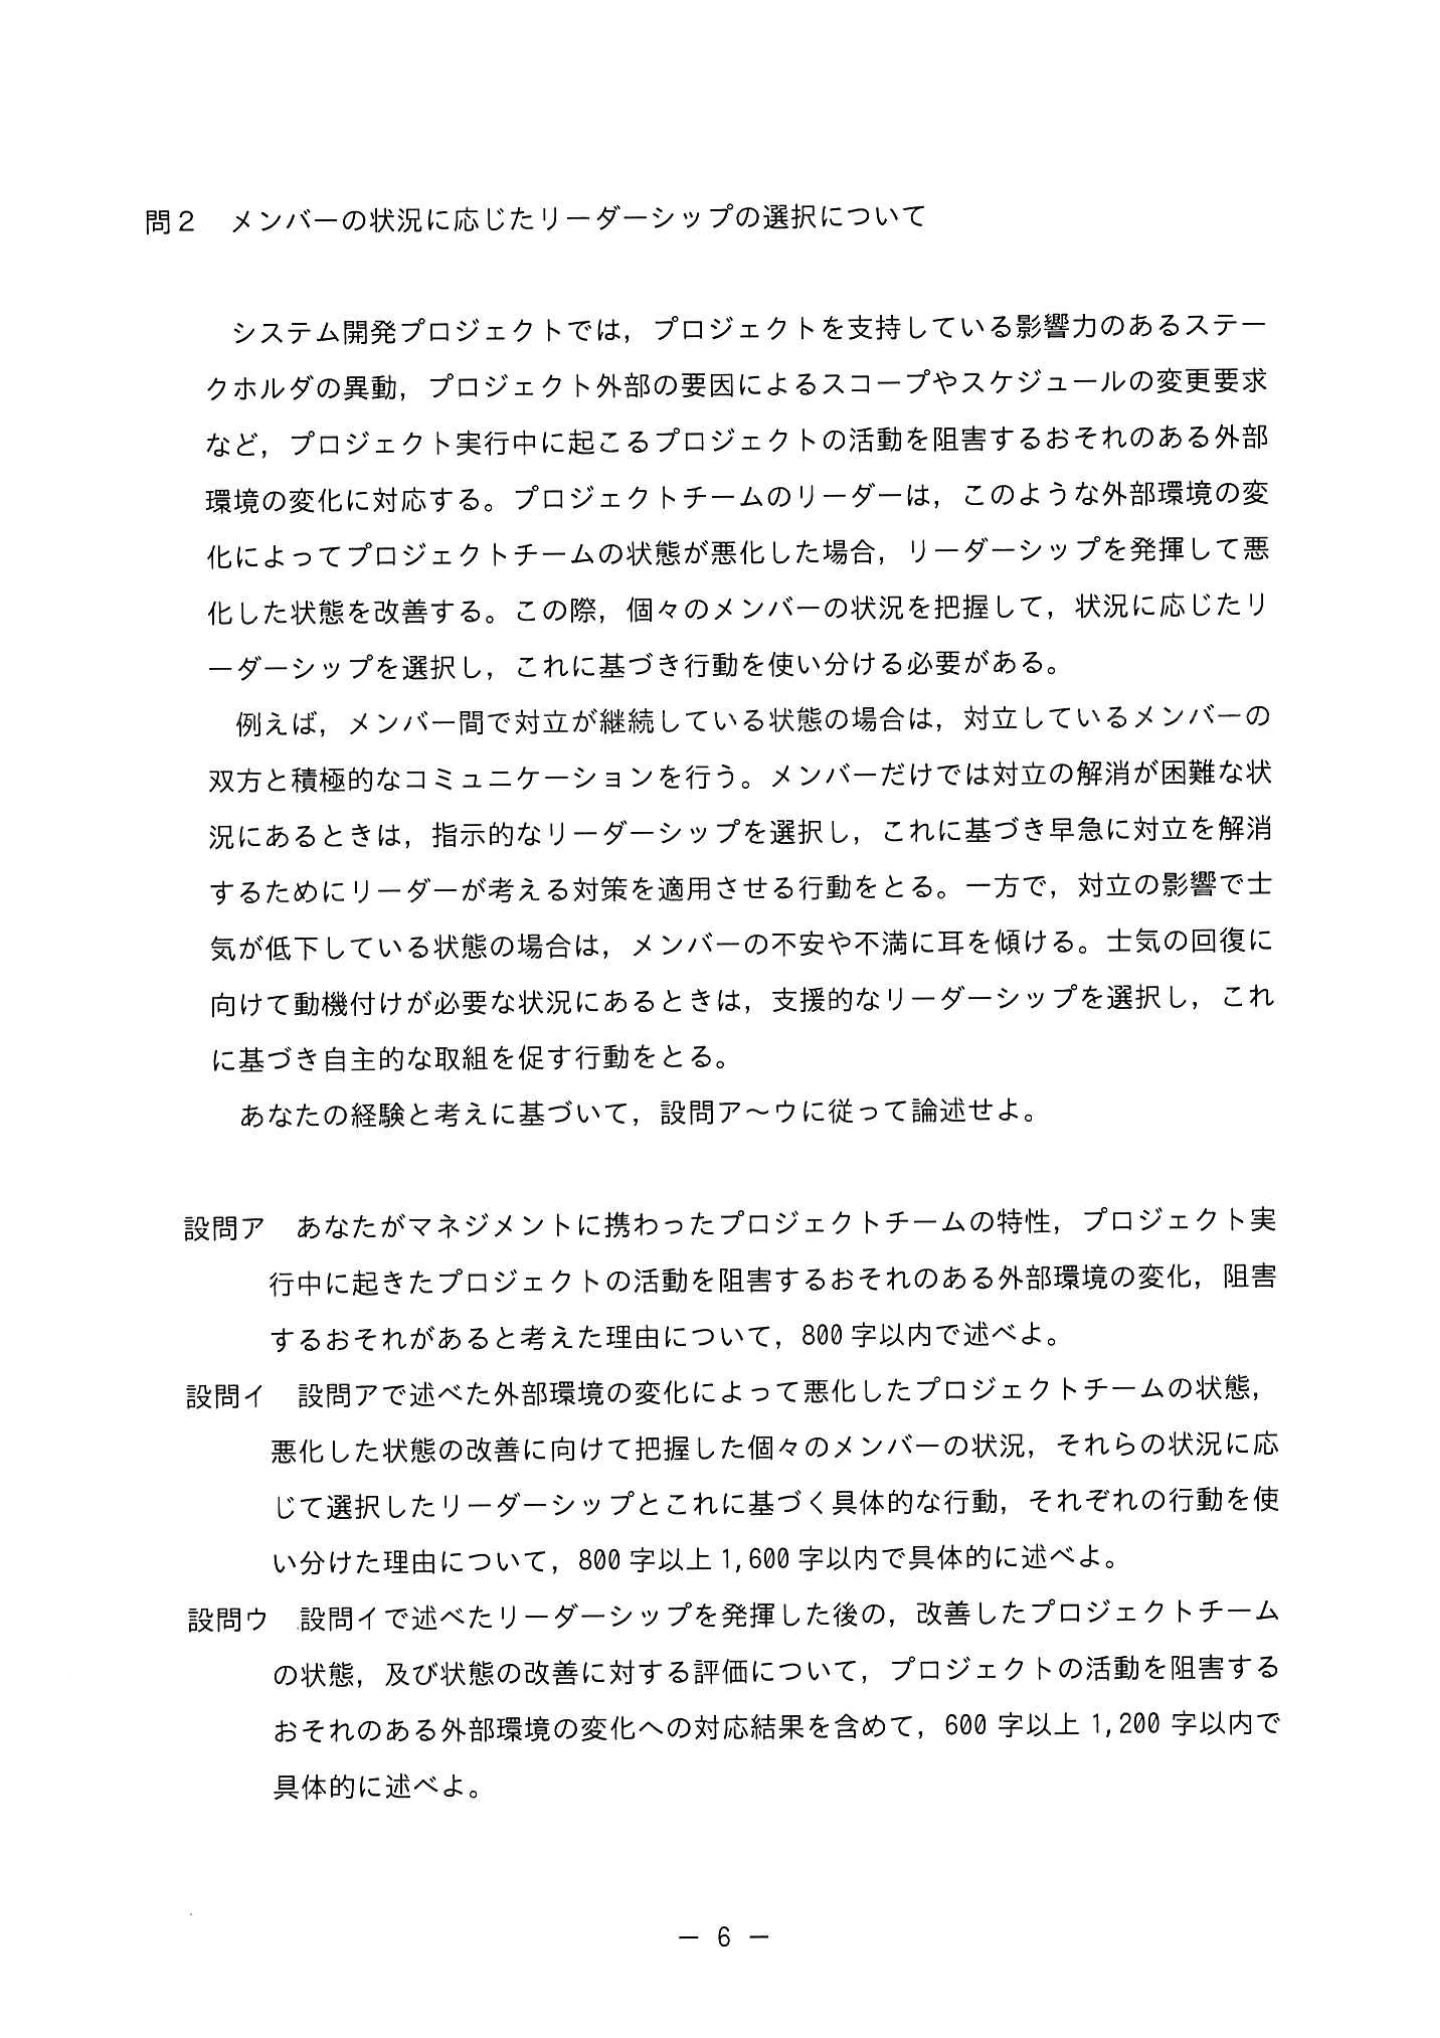 問2　メンバーの状況に応じたリーダーシップの選択について
システム開発プロジェクトでは，プロジェクトを支持している影響力のあるステー
クホルダの異動，プロジェクト外部の要因によるスコープやスケジュールの変更要求
など，プロジェクト実行中に起こるプロジェクトの活動を阻害するおそれのある外部
環境の変化に対応する。プロジェクトチームのリーダーは，このような外部環境の変
化によってプロジェクトチームの状態が悪化した場合，リーダーシップを発揮して悪
化した状態を改善する。この際，個々のメンバーの状況を把握して，状況に応じたリ
ーダーシップを選択し，これに基づき行動を使い分ける必要がある。
例えば，メンバー間で対立が継続している状態の場合は，対立しているメンバーの
双方と積極的なコミュニケーションを行う。メンバーだけでは対立の解消が困難な状
況にあるときは，指示的なリーダーシップを選択し，これに基づき早急に対立を解消
するためにリーダーが考える対策を適用させる行動をとる。一方で，対立の影響で士
気が低下している状態の場合は，メンバーの不安や不満に耳を傾ける。士気の回復に
向けて動機付けが必要な状況にあるときは，支援的なリーダーシップを選択し，これ
に基づき自主的な取組を促す行動をとる。
あなたの経験と考えに基づいて，設問ア～ウに従って論述せよ。
設問ア　あなたがマネジメントに携わったプロジェクトチームの特性，プロジェクト実
行中に起きたプロジェクトの活動を阻害するおそれのある外部環境の変化，阻害
するおそれがあると考えた理由について，800 字以内で述べよ。
設問イ　設問アで述べた外部環境の変化によって悪化したプロジェクトチームの状態，
悪化した状態の改善に向けて把握した個々のメンバーの状況，それらの状況に応
じて選択したリーダーシップとこれに基づく具体的な行動，それぞれの行動を使
い分けた理由について，800 字以上 1,600 字以内で具体的に述べよ。
設問ウ　設問イで述べたリーダーシップを発揮した後の，改善したプロジェクトチーム
の状態，及び状態の改善に対する評価について，プロジェクトの活動を阻害する
おそれのある外部環境の変化への対応結果を含めて，600 字以上 1,200 字以内で
具体的に述べよ。
－ 6 －